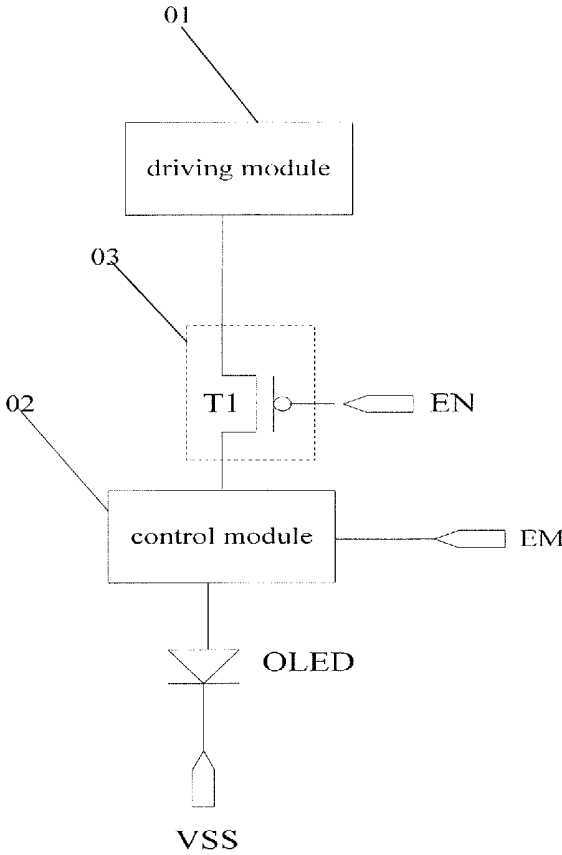 01
driving module
03
T1
EN
02
control module
EM
OLED
VSS